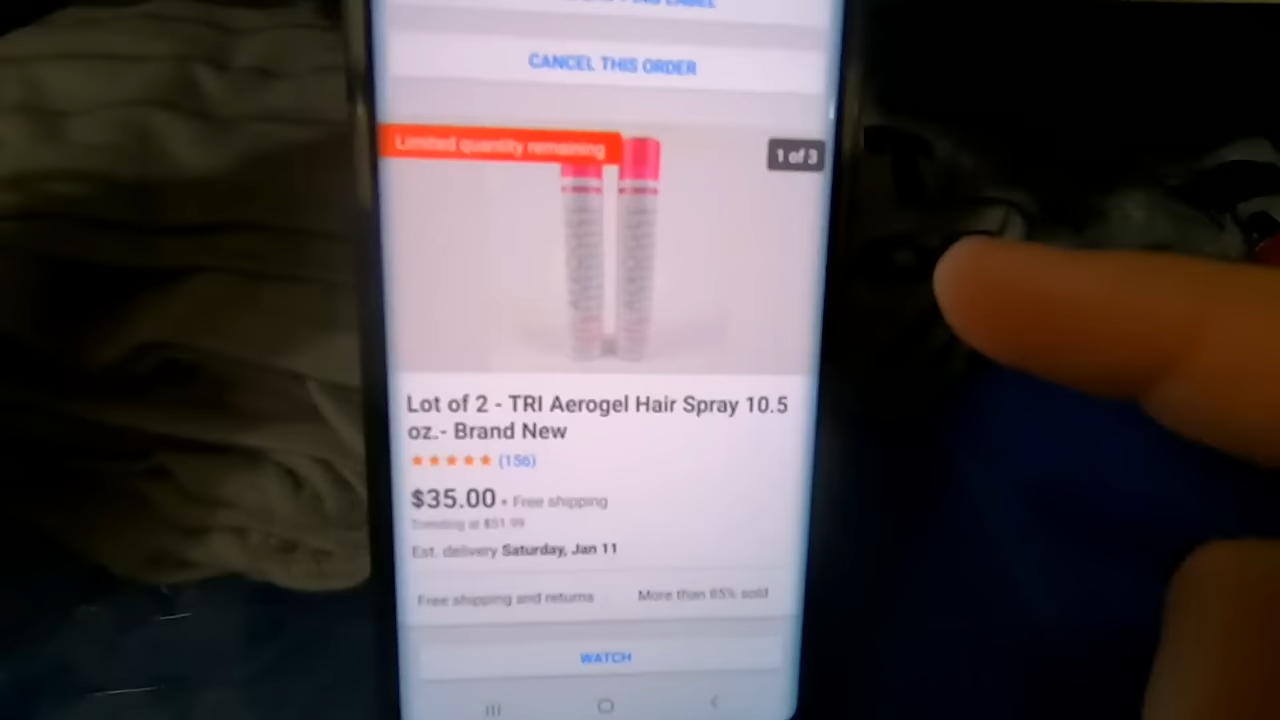 LABEL
CANCEL THIS ORDER
Limited quantity remaining
1 of 3
Lot of 2 - TRI Aerogel Hair Spray 10.5
oz.- Brand New
(156)
$35.00 • Free shipping
Trending at $51.99
Est. delivery Saturday, Jan 11
Free shipping and returns
More than 85% sold
WATCH